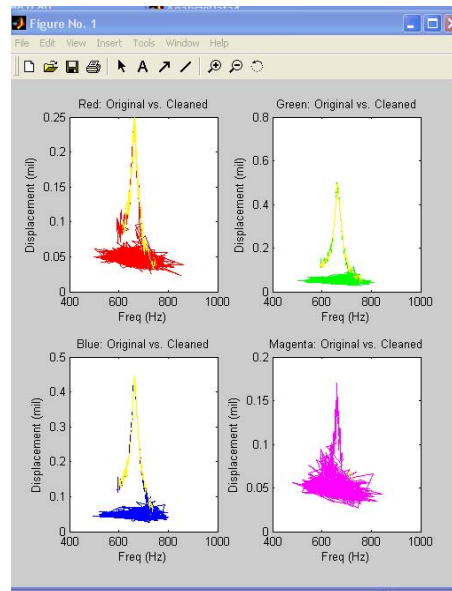 Figure No. 1
File Edit View Insert Tools Window Help
Red: Original vs. Cleaned
0.25
0.2
0.15
0.1
0.05
0
400 600 800 1000
Displacement (mil)
Freq (Hz)
Green: Original vs. Cleaned
0.8
0.6
0.4
0.2
0
400 600 800 1000
Displacement (mil)
Freq (Hz)
Blue: Original vs. Cleaned
0.5
0.4
0.3
0.2
0.1
0
400 600 800 1000
Displacement (mil)
Freq (Hz)
Magenta: Original vs. Cleaned
0.2
0.15
0.1
0.05
0
400 600 800 1000
Displacement (mil)
Freq (Hz)